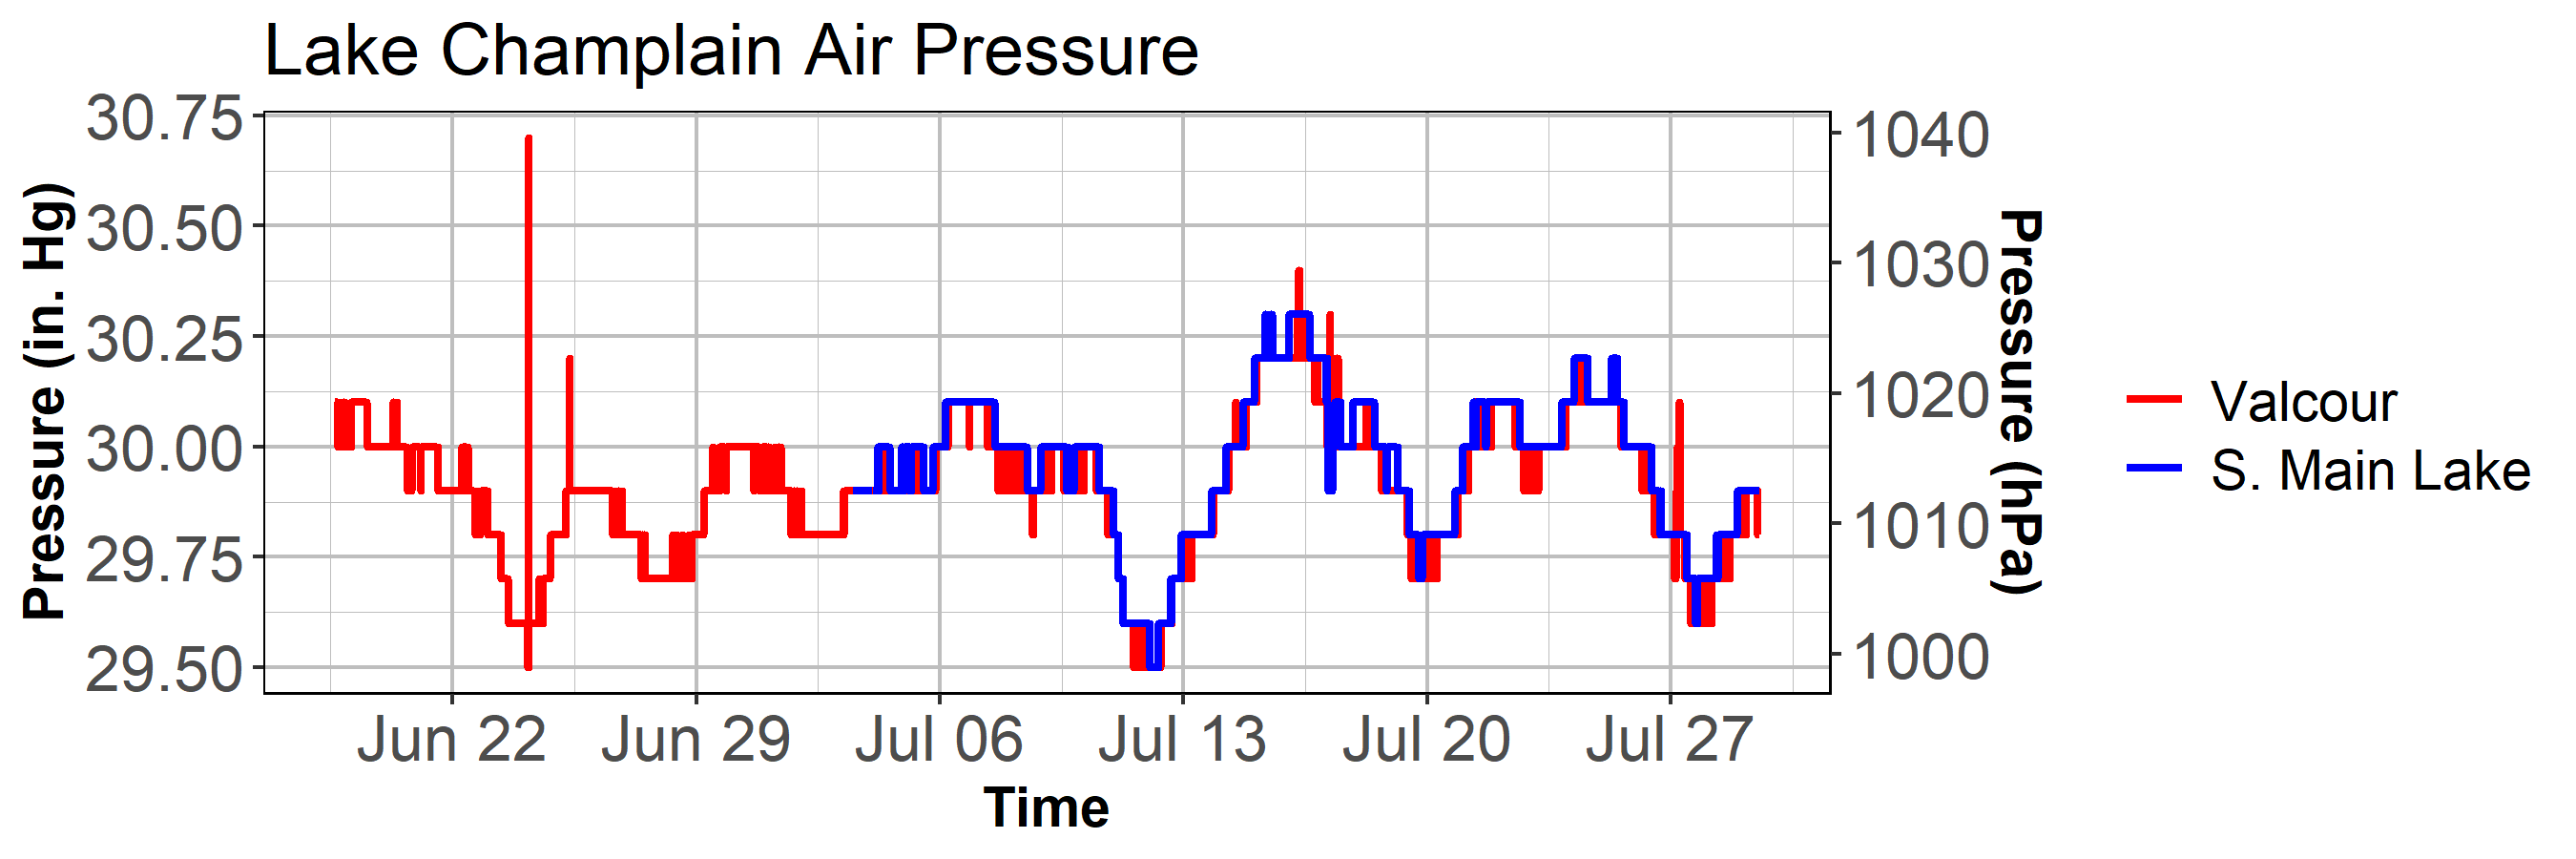 Lake Champlain Air Pressure
Pressure (in. Hg)
30.75
30.50
30.25
30.00
29.75
29.50
1040
1030
1020
1010
1000
Pressure (hPa)
Jun 22 Jun 29 Jul 06 Jul 13 Jul 20 Jul 27
Time
Valcour
S. Main Lake